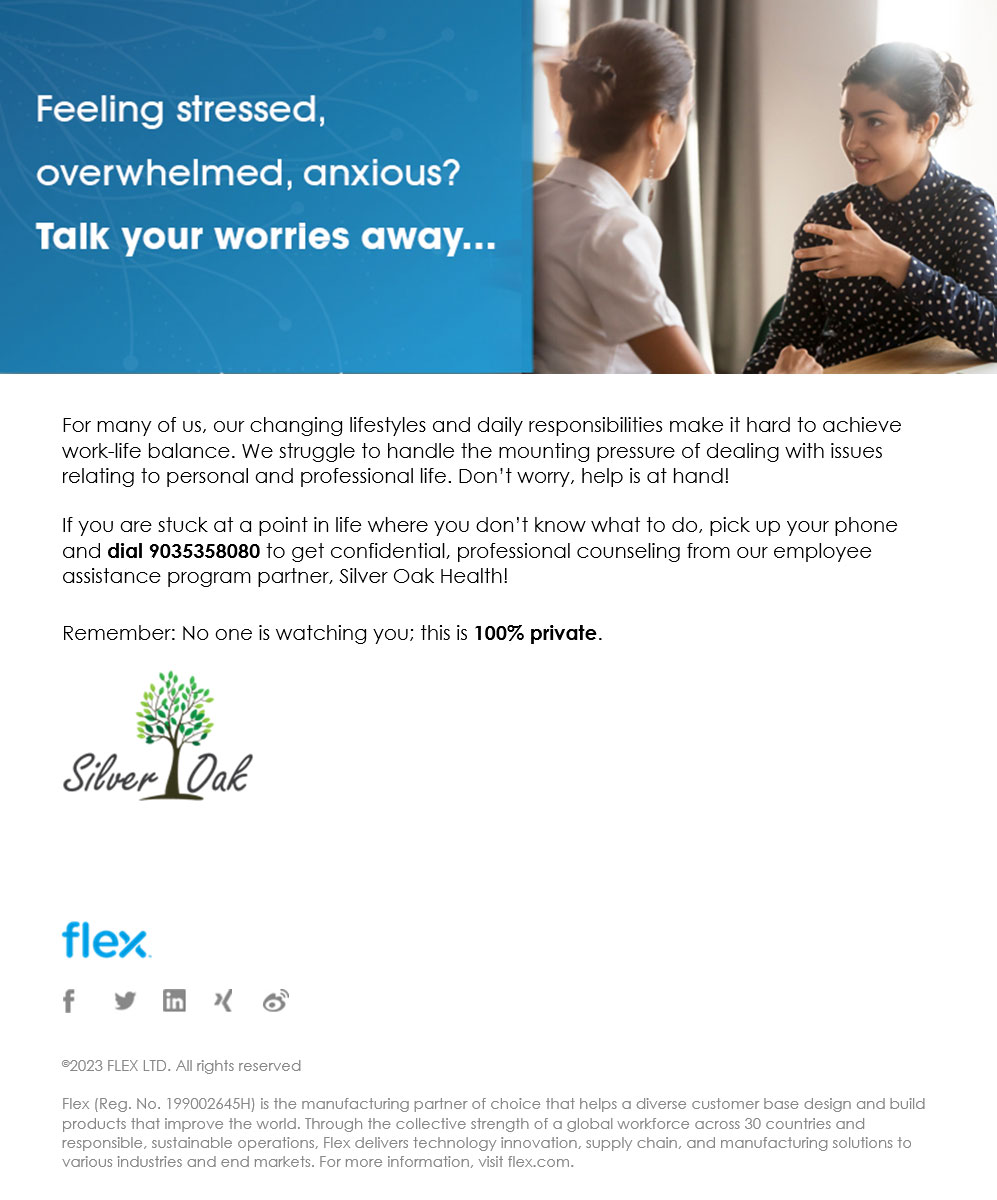 Feeling stressed,
overwhelmed, anxious?
Talk your worries away...
For many of us, our changing lifestyles and daily responsibilities make it hard to achieve
work-life balance. We struggle to handle the mounting pressure of dealing with issues
relating to personal and professional life. Don’t worry, help is at hand!
If you are stuck at a point in life where you don’t know what to do, pick up your phone
and dial 9035358080 to get confidential, professional counseling from our employee
assistance program partner, Silver Oak Health!
Remember: No one is watching you; this is 100% private.
Silver Oak
flex
©2023 FLEX LTD. All rights reserved
Flex (Reg. No. 199002645H) is the manufacturing partner of choice that helps a diverse customer base design and build
products that improve the world. Through the collective strength of a global workforce across 30 countries and
responsible, sustainable operations, Flex delivers technology innovation, supply chain, and manufacturing solutions to
various industries and end markets. For more information, visit flex.com.